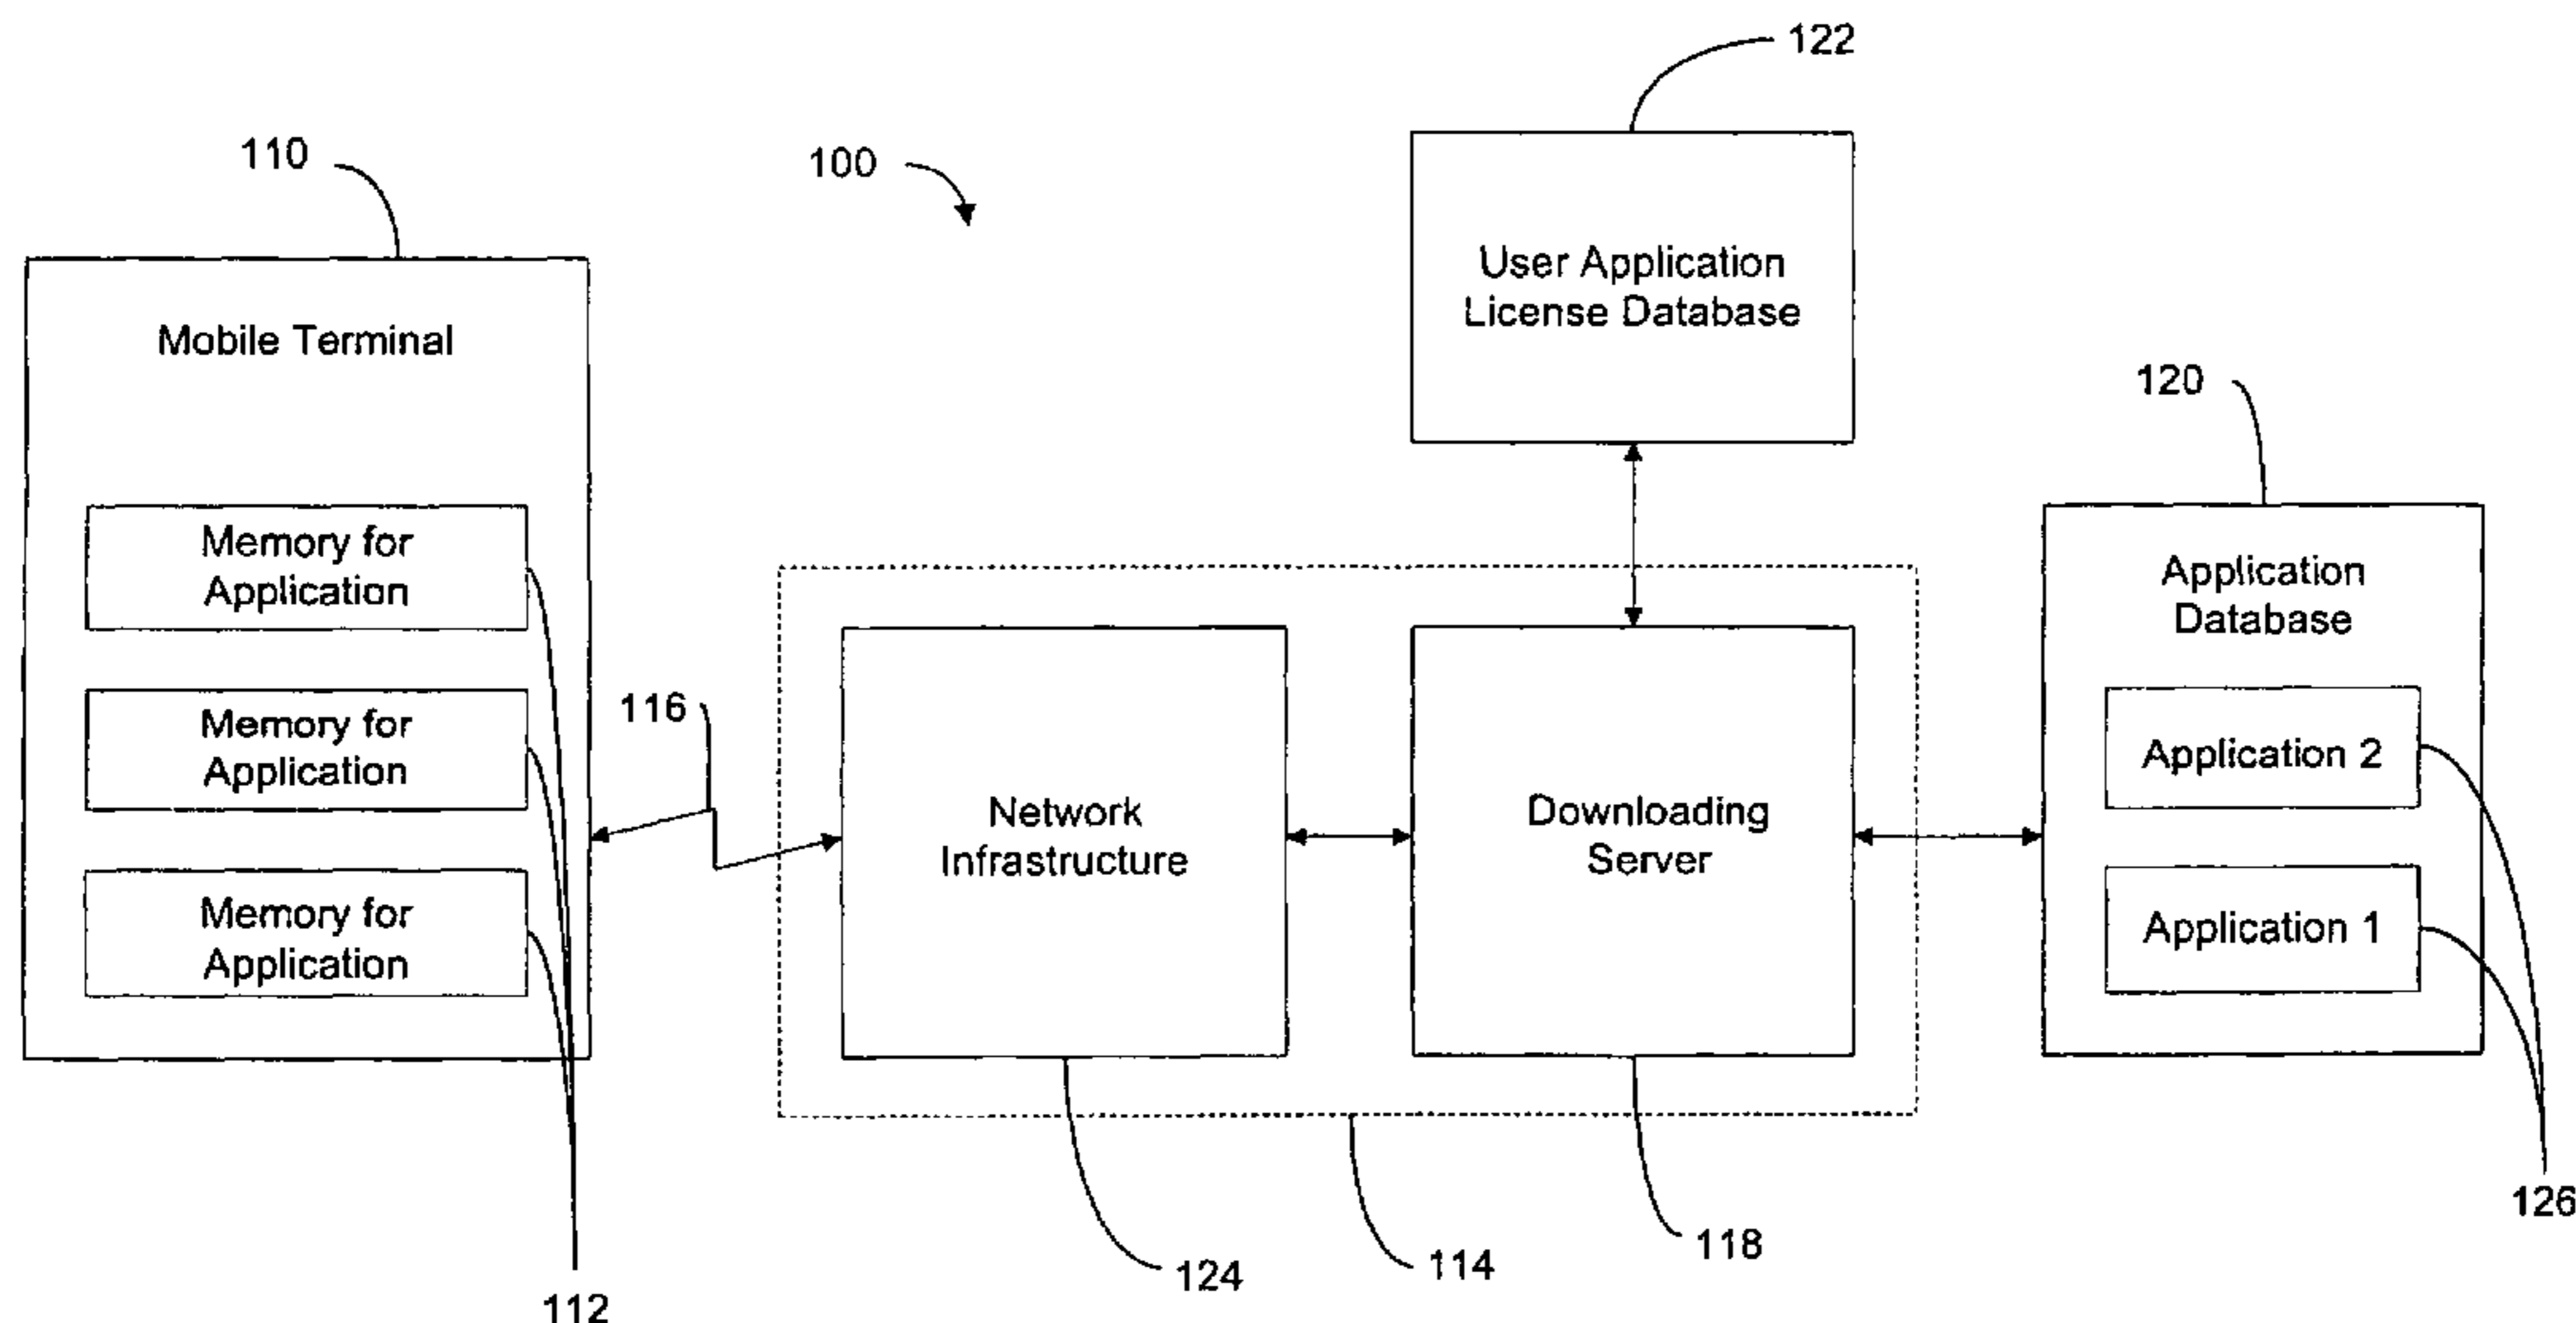 122
110
100
User Application
License Database
Mobile Terminal
120
Memory for
Application
Application
Database
116
Memory for
Application
Application 2
Network
Infrastructure
Downloading
Server
Memory for
Application
Application 1
126
118
114
124
112